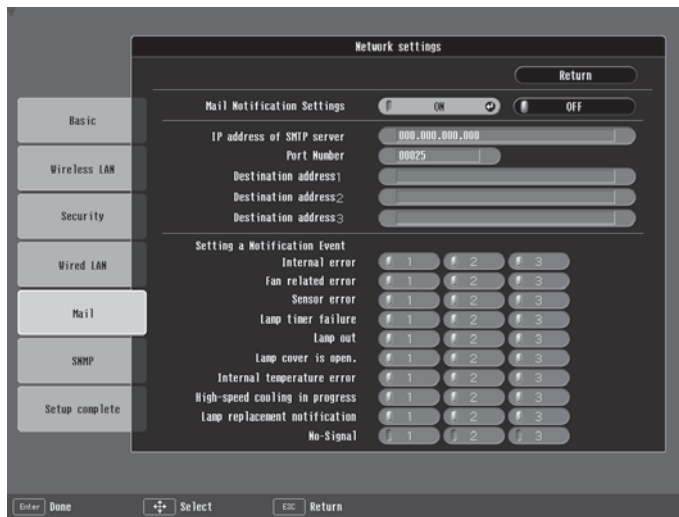 Network settings
Return
Mail Notification Settings ON OFF
IP address of SMTP server 000.000.000.000
Port Number 00025
Destination address1
Destination address2
Destination address3
Setting a Notification Event
Internal error 1 2 3
Fan related error 1 2 3
Sensor error 1 2 3
Lamp timer failure 1 2 3
Lamp out 1 2 3
Lamp cover is open. 1 2 3
Internal temperature error 1 2 3
High-speed cooling in progress 1 2 3
Lamp replacement notification 1 2 3
No-Signal 1 2 3
Basic
Wireless LAN
Security
Wired LAN
Mail
SNMP
Setup complete
Enter Done Select ESC Return